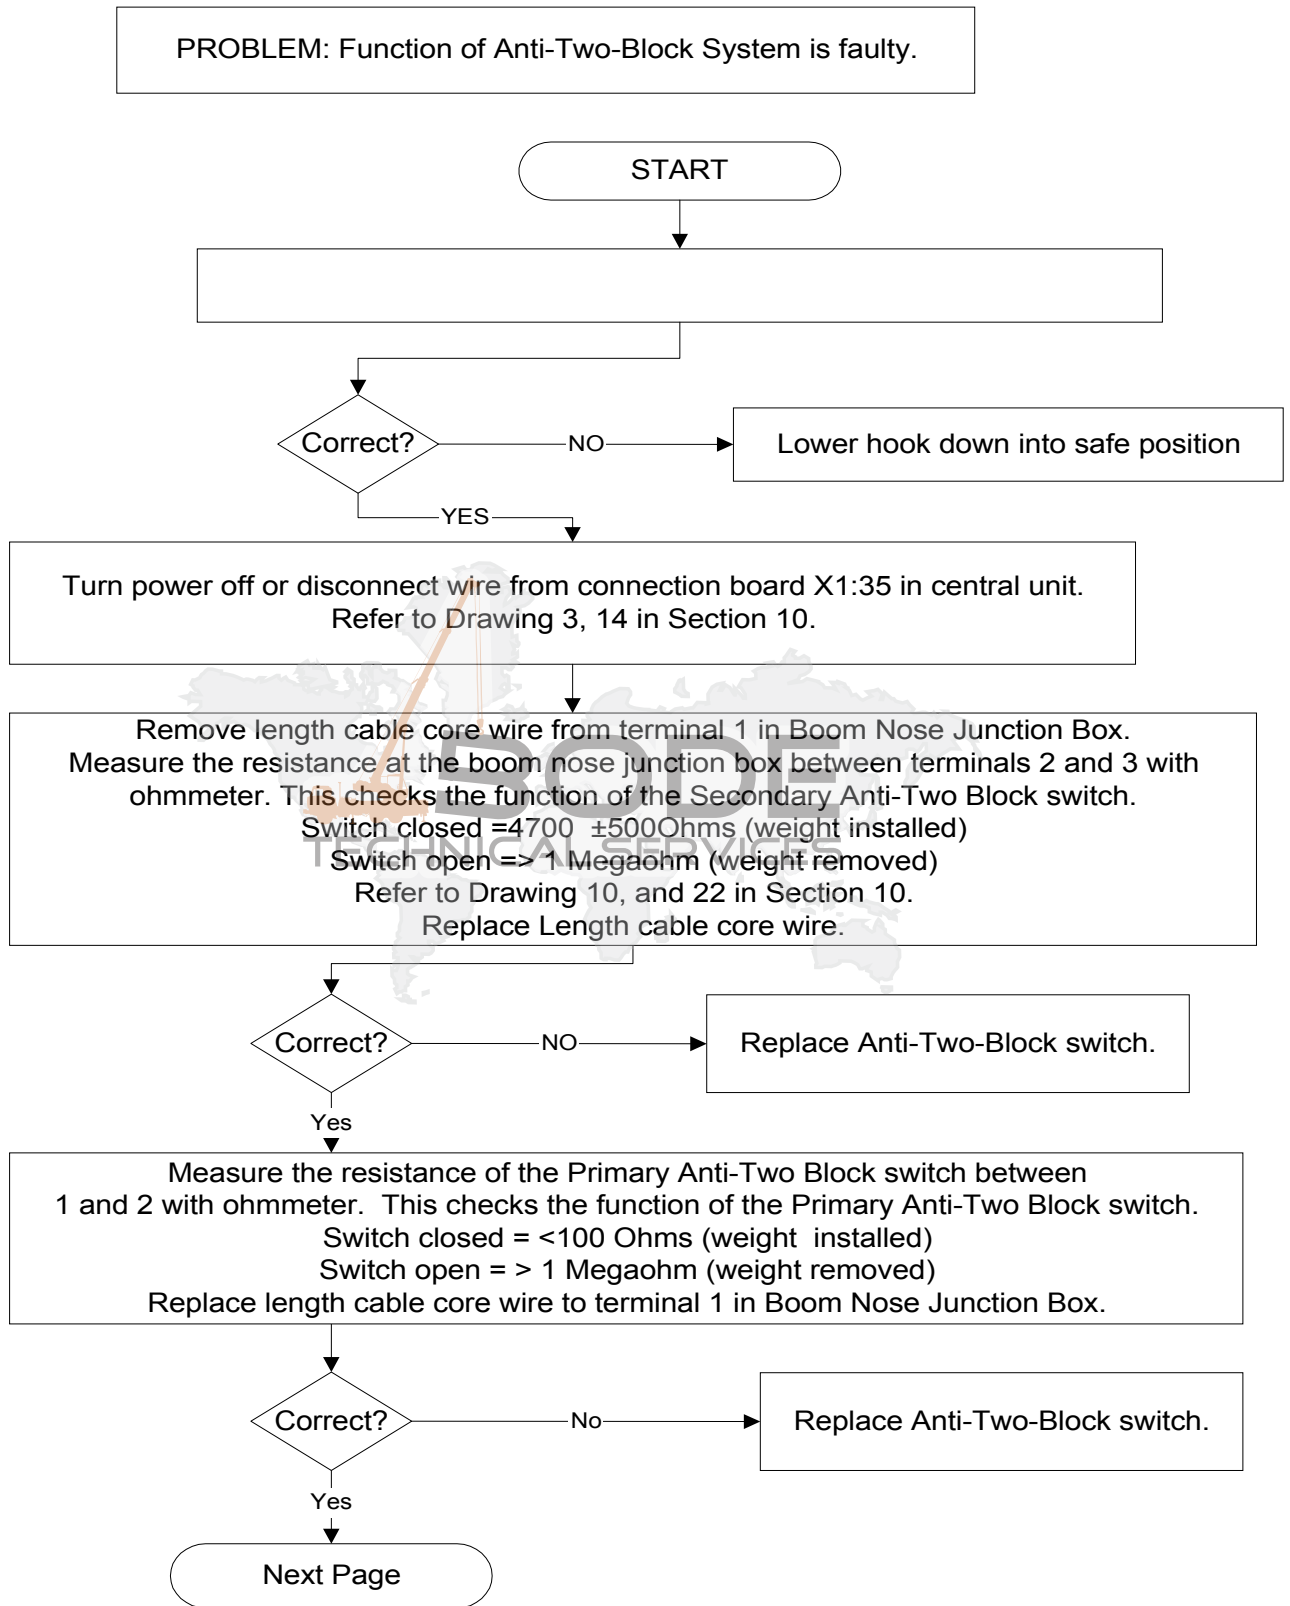 PROBLEM: Function of Anti-Two-Block System is faulty.
START
Correct?
NO
Lower hook down into safe position
YES
Turn power off or disconnect wire from connection board X1:35 in central unit.
Refer to Drawing 3, 14 in Section 10.
Remove length cable core wire from terminal 1 in Boom Nose Junction Box.
Measure the resistance at the boom nose junction box between terminals 2 and 3 with
ohmmeter. This checks the function of the Secondary Anti-Two Block switch.
Switch closed =4700 ±500Ohms (weight installed)
Switch open => 1 Megaohm (weight removed)
Refer to Drawing 10, and 22 in Section 10.
Replace Length cable core wire.
BODE
TECHNICAL SERVICES
Correct?
NO
Replace Anti-Two-Block switch.
Yes
Measure the resistance of the Primary Anti-Two Block switch between
1 and 2 with ohmmeter. This checks the function of the Primary Anti-Two Block switch.
Switch closed = <100 Ohms (weight installed)
Switch open = > 1 Megaohm (weight removed)
Replace length cable core wire to terminal 1 in Boom Nose Junction Box.
Correct?
No
Replace Anti-Two-Block switch.
Yes
Next Page